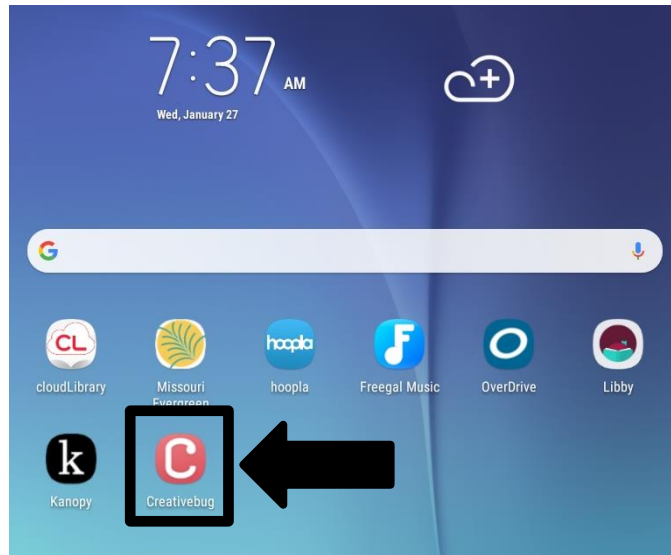 7:37 AM
Wed, January 27
G
CL
hoopla
cloudLibrary
Missouri
Evergreen
hoopla
Freegal Music
OverDrive
Libby
k
C
Kanopy
Creativebug